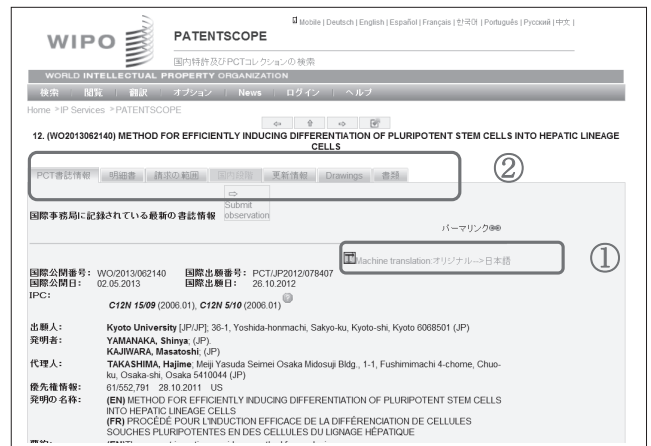 Mobile | Deutsch | English | Español | Français | 한국어 | Português | Русский | 中文 |
WIPO
PATENTSCOPE
国内特許及びPCTコレクションの検索
WORLD INTELLECTUAL PROPERTY ORGANIZATION
検索 閲覧 翻訳 オプション News ログイン ヘルプ
Home > IP Services > PATENTSCOPE
12. (WO2013062140) METHOD FOR EFFICIENTLY INDUCING DIFFERENTIATION OF PLURIPOTENT STEM CELLS INTO HEPATIC LINEAGE
CELLS
②
PCT書誌情報 明細書 請求の範囲 国内段階 更新情報 Drawings 書類
Submit
observation
国際事務局に記録されている最新の書誌情報
パーマリンク
Machine translation:オリジナル-->日本語
①
国際公開番号: WO/2013/062140 国際出願番号: PCT/JP2012/078407
国際公開日: 02.05.2013 国際出願日: 26.10.2012
IPC:
C12N 15/09 (2006.01), C12N 5/10 (2006.01)
出願人: Kyoto University [JP/JP]; 36-1, Yoshida-honmachi, Sakyo-ku, Kyoto-shi, Kyoto 6068501 (JP)
発明者: YAMANAKA, Shinya; (JP).
KAJIWARA, Masatoshi; (JP)
代理人: TAKASHIMA, Hajime; Meiji Yasuda Seimei Osaka Midosuji Bldg., 1-1, Fushimimachi 4-chome, Chuo-
ku, Osaka-shi, Osaka 5410044 (JP)
優先権情報: 61/552,791 28.10.2011 US
発明の名称: (EN) METHOD FOR EFFICIENTLY INDUCING DIFFERENTIATION OF PLURIPOTENT STEM CELLS
INTO HEPATIC LINEAGE CELLS
(FR) PROCÉDÉ POUR L'INDUCTION EFFICACE DE LA DIFFÉRENCIATION DE CELLULES
SOUCHES PLURIPOTENTES EN DES CELLULES DU LIGNAGE HÉPATIQUE